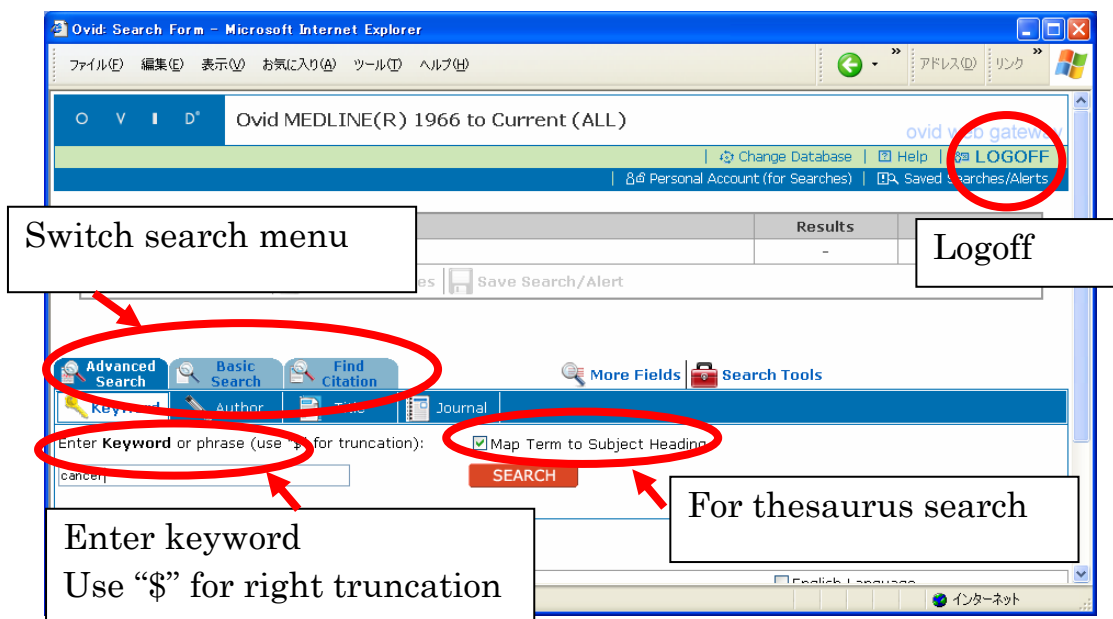 Ovid: Search Form - Microsoft Internet Explorer
ファイル(F) 編集(E) 表示(V) お気に入り(A) ツール(T) ヘルプ(H) » アドレス(D) リンク »
O V I D® Ovid MEDLINE(R) 1966 to Current (ALL)
ovid web gateway
| Change Database | Help | LOGOFF
| Personal Account (for Searches) | Saved Searches/Alerts
Switch search menu
Results
-
Logoff
es Save Search/Alert
Advanced Search Basic Search Find Citation More Fields Search Tools
Keyword Author Title Journal
Enter Keyword or phrase (use "$" for truncation): Map Term to Subject Heading
cancer SEARCH
For thesaurus search
Enter keyword
Use “$” for right truncation
English Language
インターネット